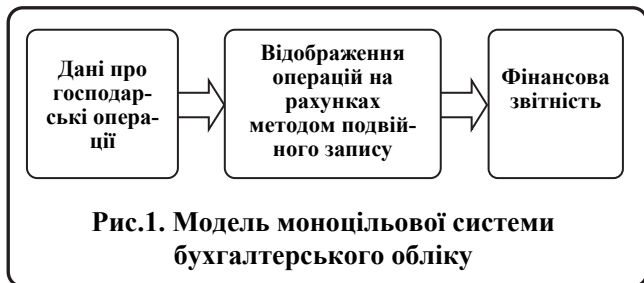 Дані про
господар-
ські опера-
ції
Відображення
операцій на
рахунках
методом подвій-
ного запису
Фінансова
звітність
Рис.1. Модель моноцільової системи
бухгалтерського обліку